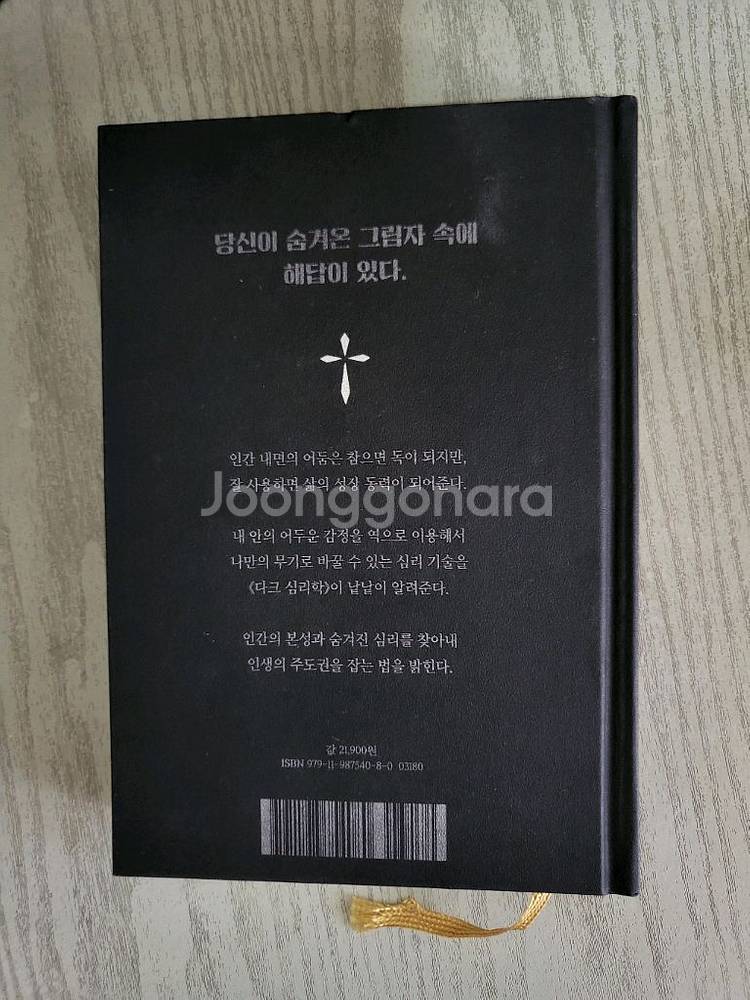 당신이 숨겨온 그림자 속에
해답이 있다.
인간 내면의 어둠은 참으면 독이 되지만,
잘 사용하면 삶의 성장 동력이 되어준다.
Joonggonara
내 안의 어두운 감정을 역으로 이용해서
나만의 무기로 바꿀 수 있는 심리 기술을
《다크 심리학》이 낱낱이 알려준다.
인간의 본성과 숨겨진 심리를 찾아내
인생의 주도권을 잡는 법을 밝힌다.
값 21,900원
ISBN 979-11-987540-8-0 03180